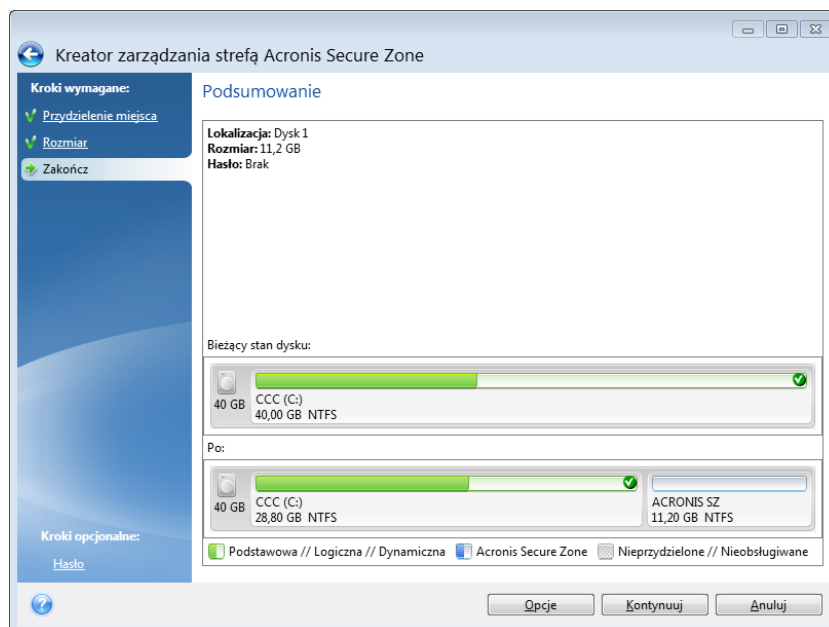 Kreator zarządzania strefą Acronis Secure Zone
Kroki wymagane:
Przydzielenie miejsca
Rozmiar
Zakończ
Kroki opcjonalne:
Hasło
Podsumowanie
Lokalizacja: Dysk 1
Rozmiar: 11,2 GB
Hasło: Brak
Bieżący stan dysku:
40 GB
CCC (C:)
40,00 GB NTFS
Po:
40 GB
CCC (C:)
28,80 GB NTFS
ACRONIS SZ
11,20 GB NTFS
Podstawowa // Logiczna // Dynamiczna Acronis Secure Zone Nieprzydzielone // Nieobsługiwane
Opcje Kontynuuj Anuluj